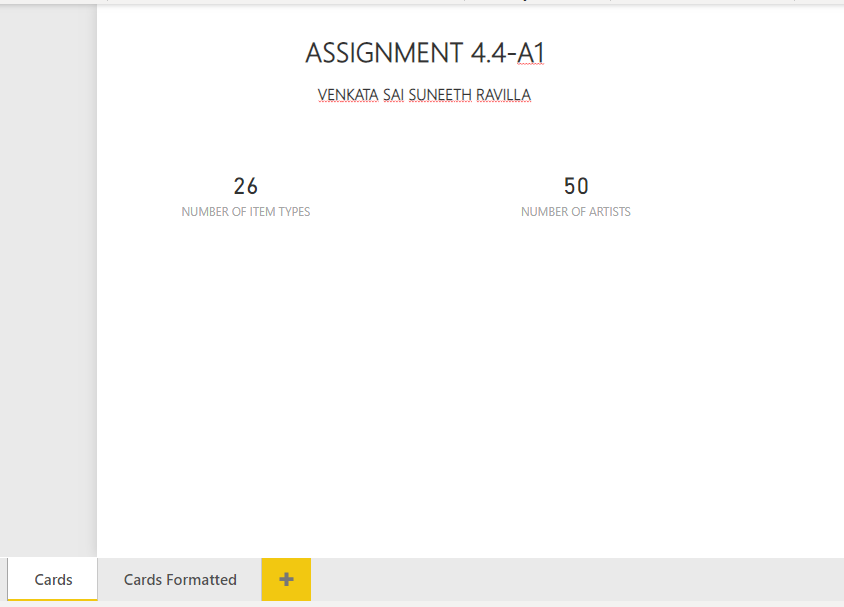 ASSIGNMENT 4.4-A1
VENKATA SAI SUNEETH RAVILLA
26 50
NUMBER OF ITEM TYPES NUMBER OF ARTISTS
Cards Cards Formatted +